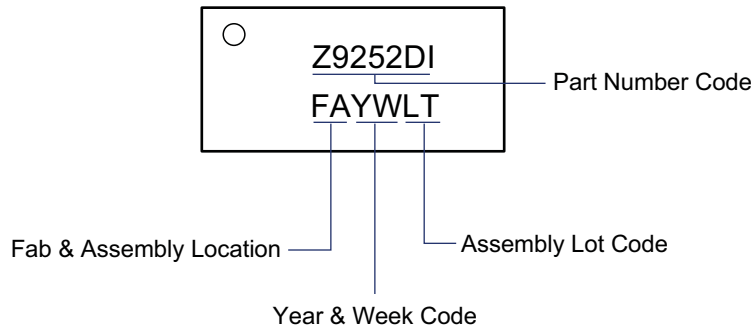 Z9252DI
Part Number Code
FAYWLT
Fab & Assembly Location
Assembly Lot Code
Year & Week Code